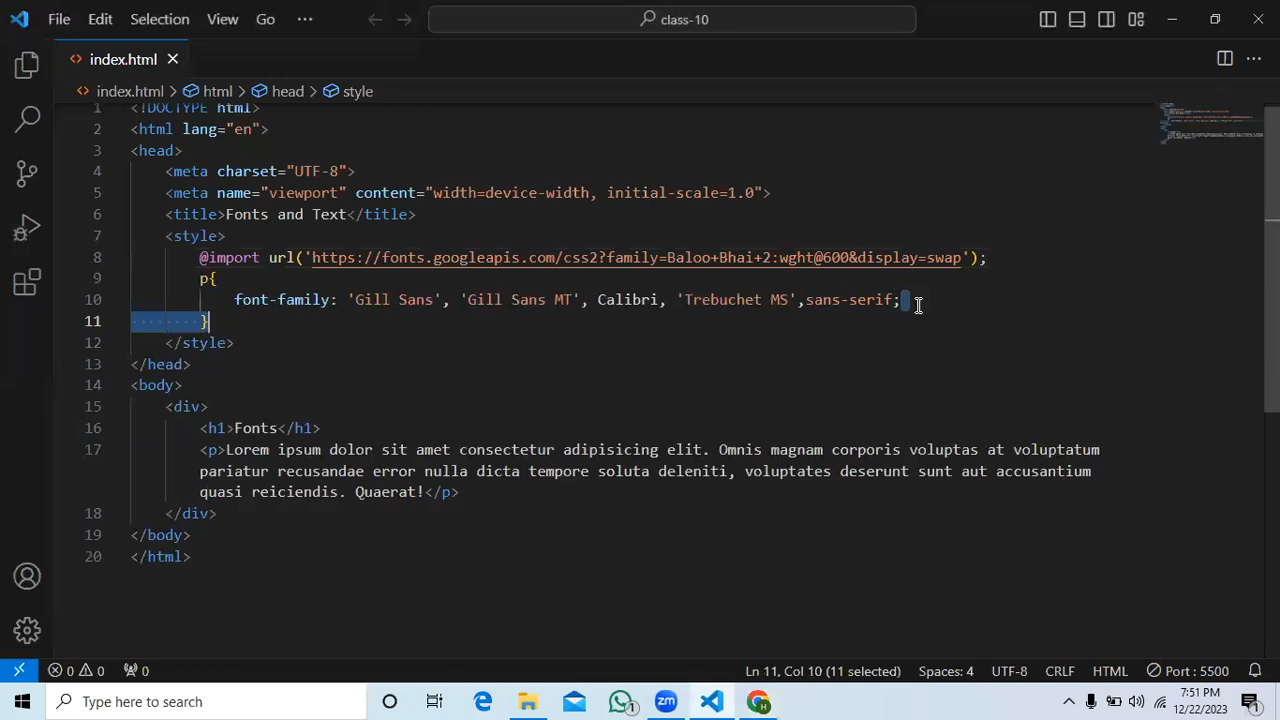 File Edit Selection View Go ··· class-10
index.html
index.html > html > head > style
1 <!DOCTYPE html>
2 <html lang="en">
3 <head>
4 <meta charset="UTF-8">
5 <meta name="viewport" content="width=device-width, initial-scale=1.0">
6 <title>Fonts and Text</title>
7 <style>
8 @import url('https://fonts.googleapis.com/css2?family=Baloo+Bhai+2:wght@600&display=swap');
9 p{
10 font-family: 'Gill Sans', 'Gill Sans MT', Calibri, 'Trebuchet MS',sans-serif;
11 }
12 </style>
13 </head>
14 <body>
15 <div>
16 <h1>Fonts</h1>
17 <p>Lorem ipsum dolor sit amet consectetur adipisicing elit. Omnis magnam corporis voluptas at voluptatum
pariatur recusandae error nulla dicta tempore soluta deleniti, voluptates deserunt sunt aut accusantium
quasi reiciendis. Quaerat!</p>
18 </div>
19 </body>
20 </html>
0 0 0 Ln 11, Col 10 (11 selected) Spaces: 4 UTF-8 CRLF HTML Port : 5500
Type here to search 7:51 PM
12/22/2023